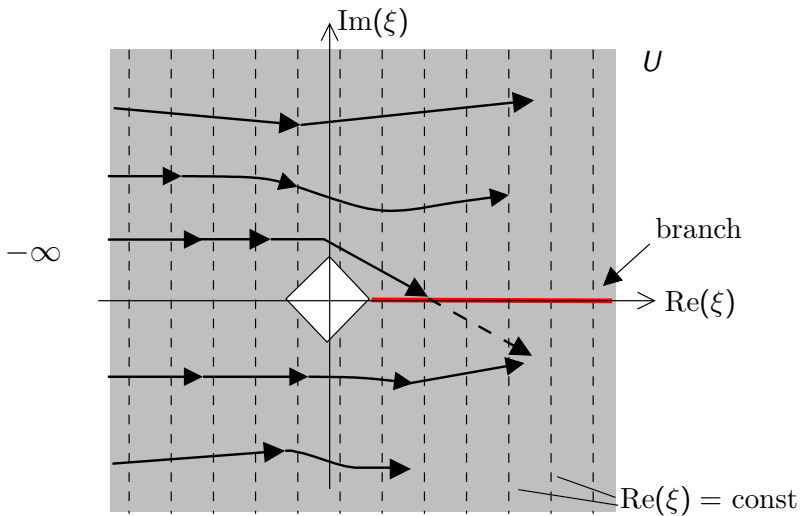 Im(ξ)
U
branch
−∞
Re(ξ)
Re(ξ) = const